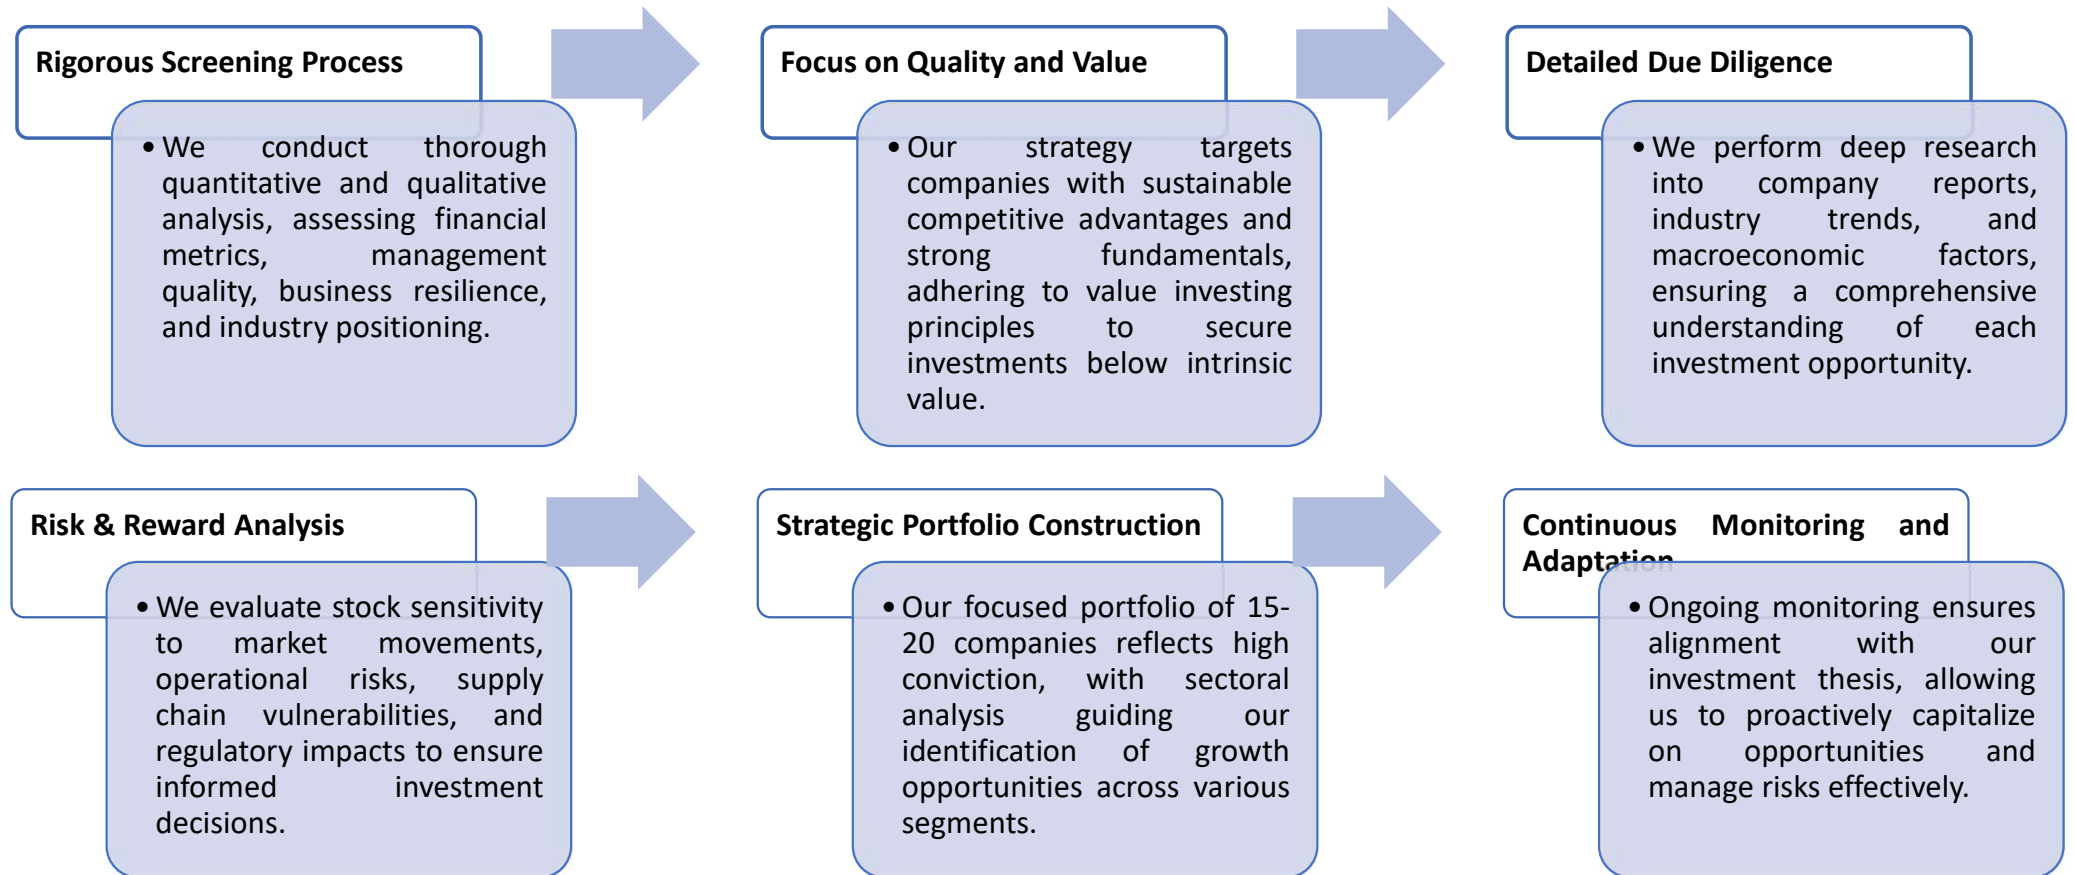 Rigorous Screening Process
• We conduct thorough
quantitative and qualitative
analysis, assessing financial
metrics, management
quality, business resilience,
and industry positioning.
Focus on Quality and Value
• Our strategy targets
companies with sustainable
competitive advantages and
strong fundamentals,
adhering to value investing
principles to secure
investments below intrinsic
value.
Detailed Due Diligence
• We perform deep research
into company reports,
industry trends, and
macroeconomic factors,
ensuring a comprehensive
understanding of each
investment opportunity.
Risk & Reward Analysis
• We evaluate stock sensitivity
to market movements,
operational risks, supply
chain vulnerabilities, and
regulatory impacts to ensure
informed investment
decisions.
Strategic Portfolio Construction
• Our focused portfolio of 15-
20 companies reflects high
conviction, with sectoral
analysis guiding our
identification of growth
opportunities across various
segments.
Continuous Monitoring and
Adaptation
• Ongoing monitoring ensures
alignment with our
investment thesis, allowing
us to proactively capitalize
on opportunities and
manage risks effectively.